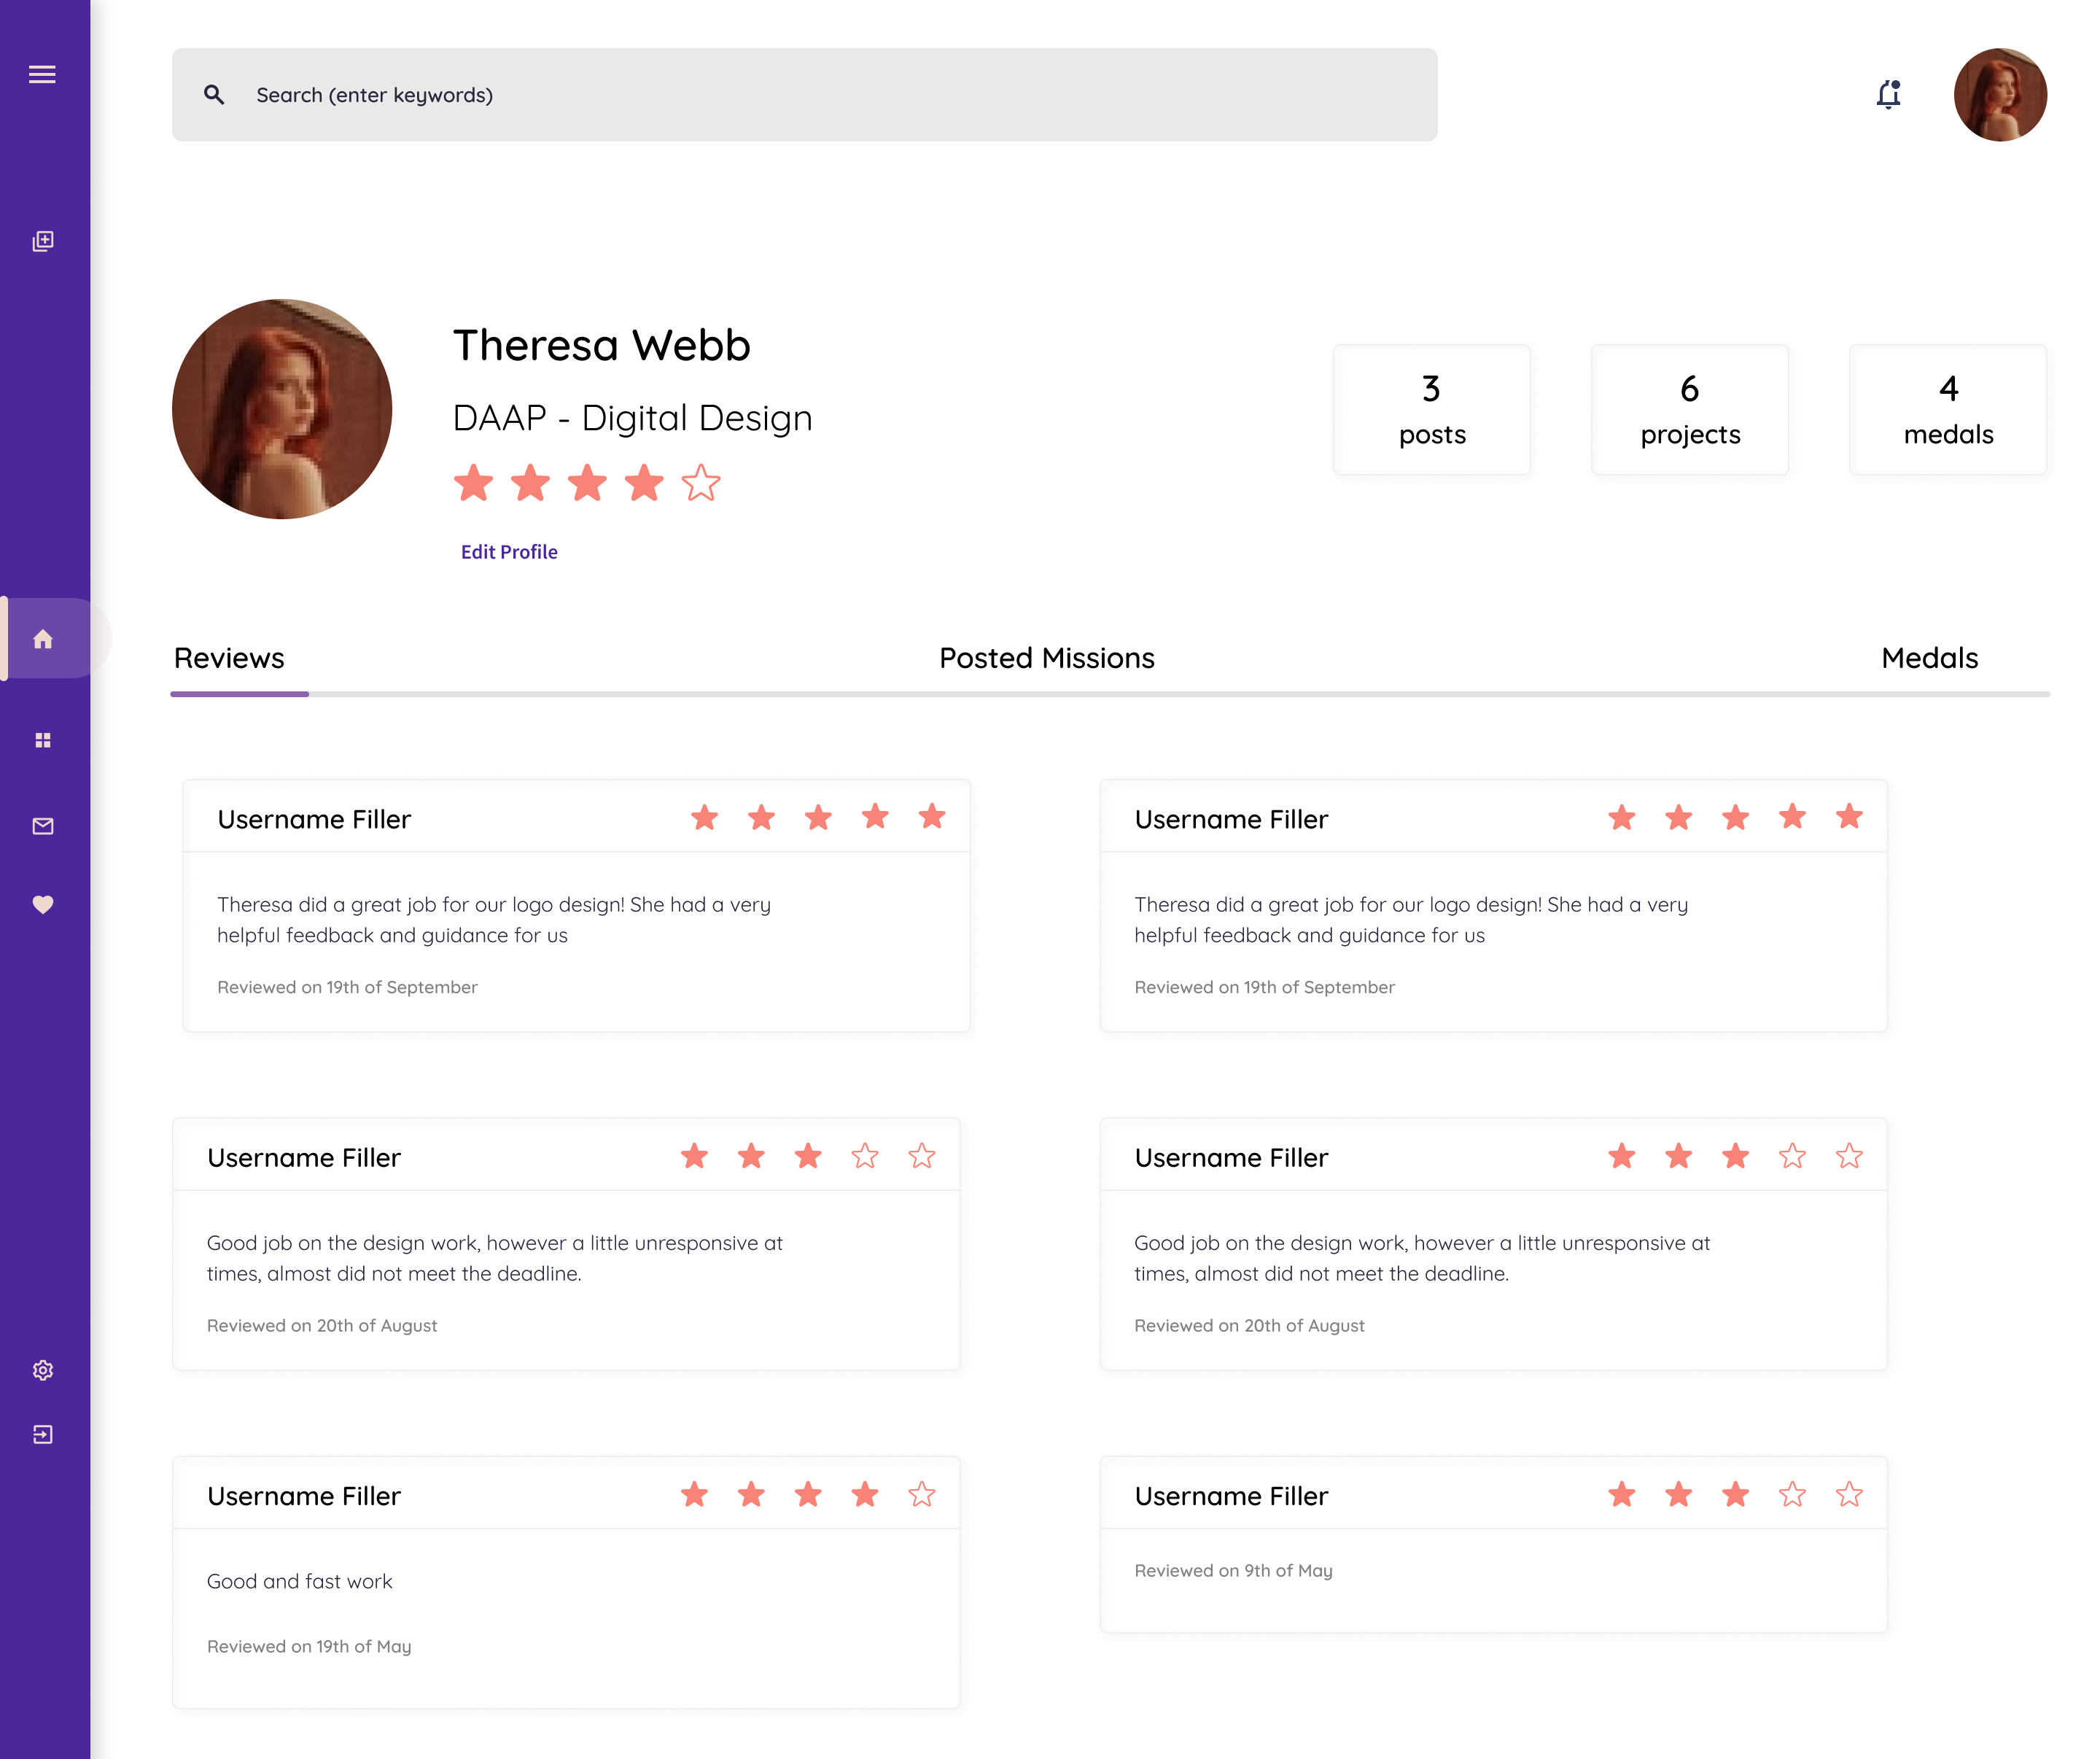 Search (enter keywords)
Theresa Webb
DAAP - Digital Design
Edit Profile
3
posts
6
projects
4
medals
Reviews
Posted Missions
Medals
Username Filler
Theresa did a great job for our logo design! She had a very
helpful feedback and guidance for us
Reviewed on 19th of September
Username Filler
Theresa did a great job for our logo design! She had a very
helpful feedback and guidance for us
Reviewed on 19th of September
Username Filler
Good job on the design work, however a little unresponsive at
times, almost did not meet the deadline.
Reviewed on 20th of August
Username Filler
Good job on the design work, however a little unresponsive at
times, almost did not meet the deadline.
Reviewed on 20th of August
Username Filler
Good and fast work
Reviewed on 19th of May
Username Filler
Reviewed on 9th of May